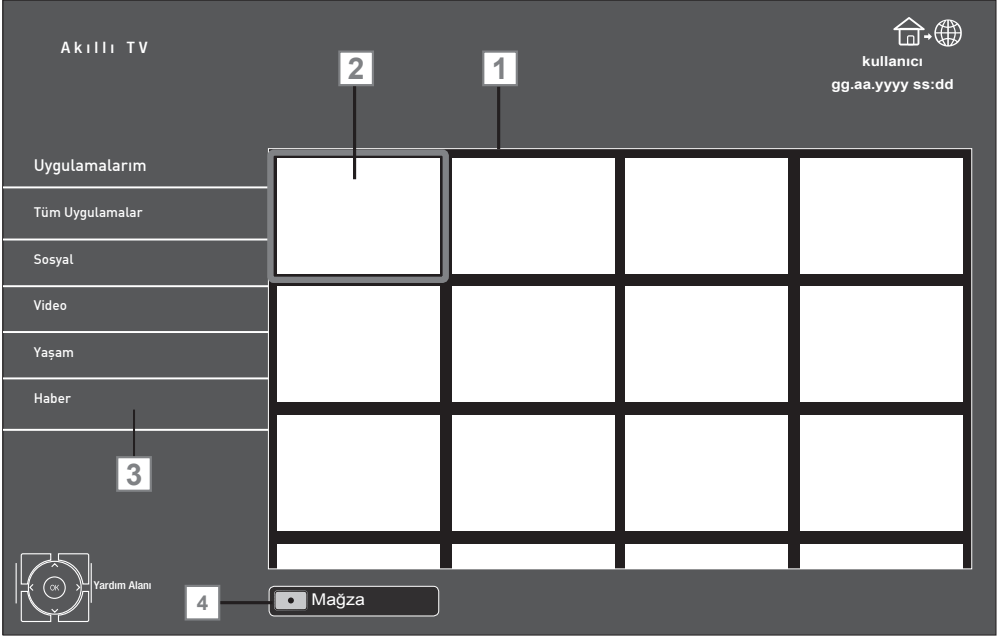 Akıllı TV
kullanıcı
gg.aa.yyyy ss:dd
2
1
Uygulamalarım
Tüm Uygulamalar
Sosyal
Video
Yaşam
Haber
3
OK
Yardım Alanı
4
Mağza